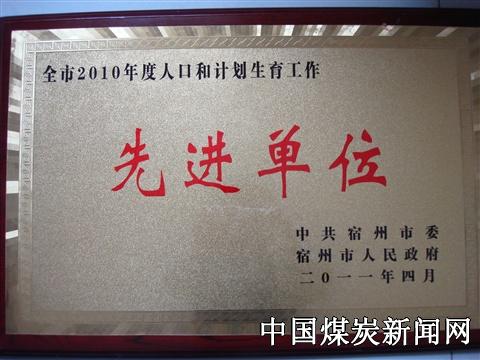 全市2010年度人口和计划生育工作
先进单位
中共宿州市委
宿州市人民政府
二〇一一年四月
中国煤炭新闻网